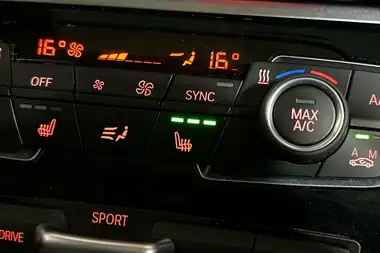 16° 16°
OFF SYNC A
MAX
A/C
A M
SPORT
DRIVE